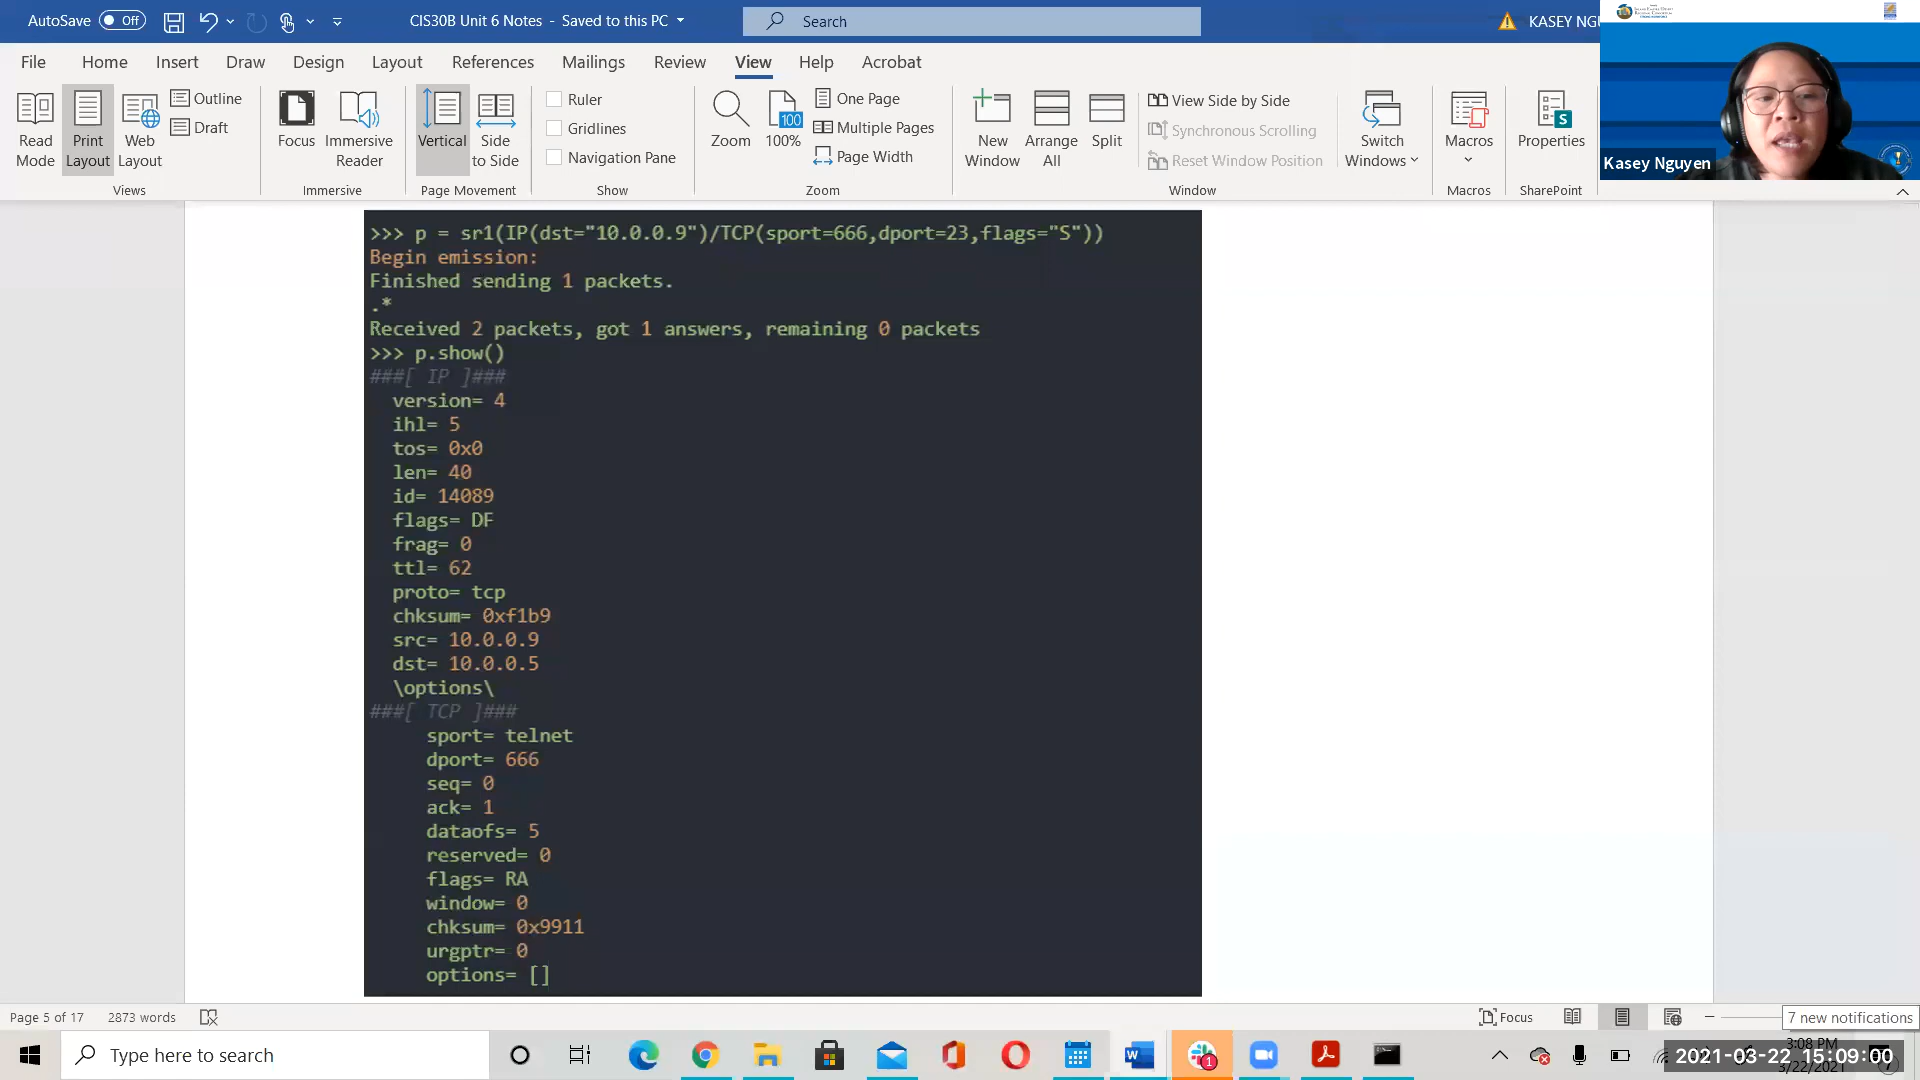 AutoSave Off CIS30B Unit 6 Notes - Saved to this PC Search KASEY NGU
File Home Insert Draw Design Layout References Mailings Review View Help Acrobat
Read Mode
Print Layout
Web Layout
Outline
Draft
Views
Focus
Immersive Reader
Immersive
Vertical
Side to Side
Page Movement
Ruler
Gridlines
Navigation Pane
Show
Zoom
100
100%
One Page
Multiple Pages
Page Width
Zoom
New Window
Arrange All
Split
View Side by Side
Synchronous Scrolling
Reset Window Position
Window
Switch Windows
Macros
Macros
Properties
SharePoint
Kasey Nguyen
>>> p = sr1(IP(dst="10.0.0.9")/TCP(sport=666,dport=23,flags="S"))
Begin emission:
Finished sending 1 packets.
.*
Received 2 packets, got 1 answers, remaining 0 packets
>>> p.show()
###[ IP ]###
version= 4
ihl= 5
tos= 0x0
len= 40
id= 14089
flags= DF
frag= 0
ttl= 62
proto= tcp
chksum= 0xf1b9
src= 10.0.0.9
dst= 10.0.0.5
\options\
###[ TCP ]###
sport= telnet
dport= 666
seq= 0
ack= 1
dataofs= 5
reserved= 0
flags= RA
window= 0
chksum= 0x9911
urgptr= 0
options= []
Page 5 of 17 2873 words Focus 7 new notifications
Type here to search
3:08 PM
2021-03-22 15:09:00
3/22/2021